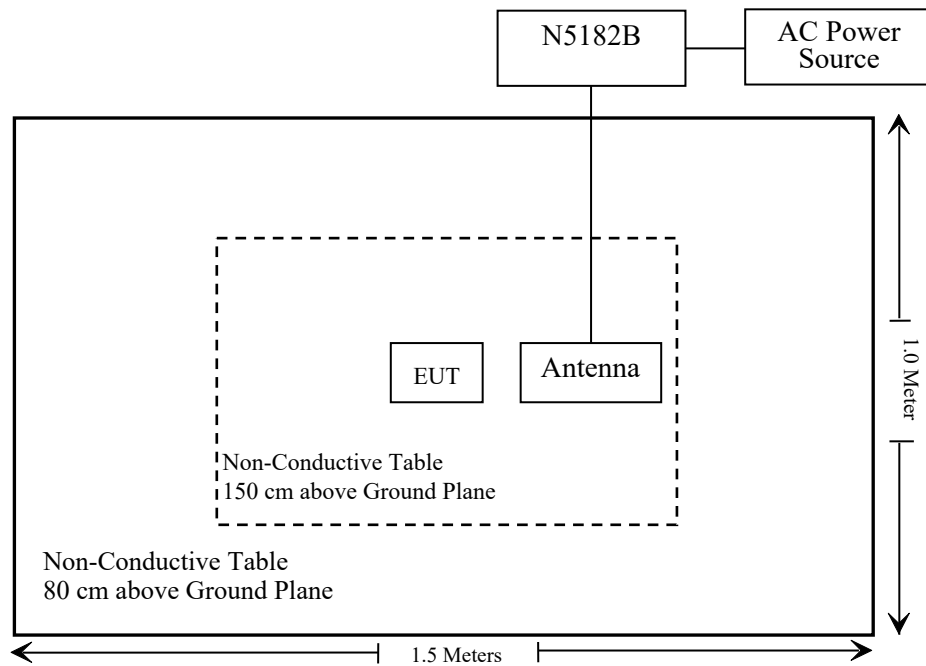 N5182B
AC Power
Source
EUT
Antenna
1.0 Meter
Non-Conductive Table
150 cm above Ground Plane
Non-Conductive Table
80 cm above Ground Plane
1.5 Meters